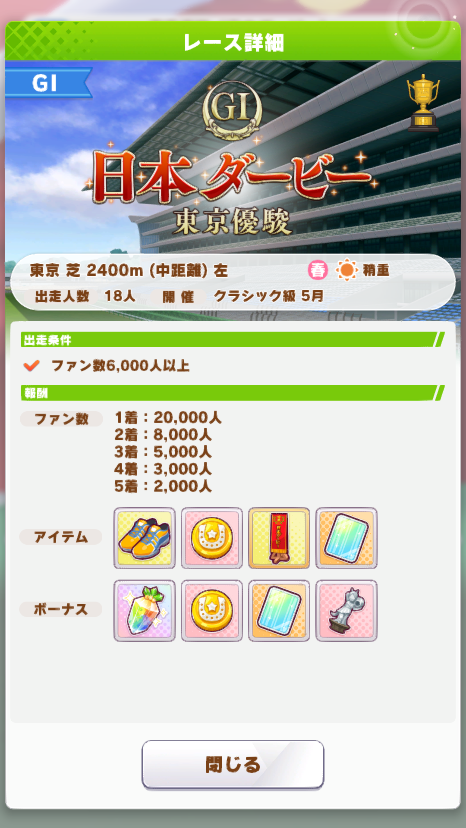 レース詳細
GI
GI
日本ダービー
東京優駿
東京 芝 2400m (中距離) 左
春 稍重
出走人数 18人 開催 クラシック級 5月
出走条件
ファン数6,000人以上
報酬
ファン数
1着：20,000人
2着：8,000人
3着：5,000人
4着：3,000人
5着：2,000人
アイテム
ボーナス
閉じる